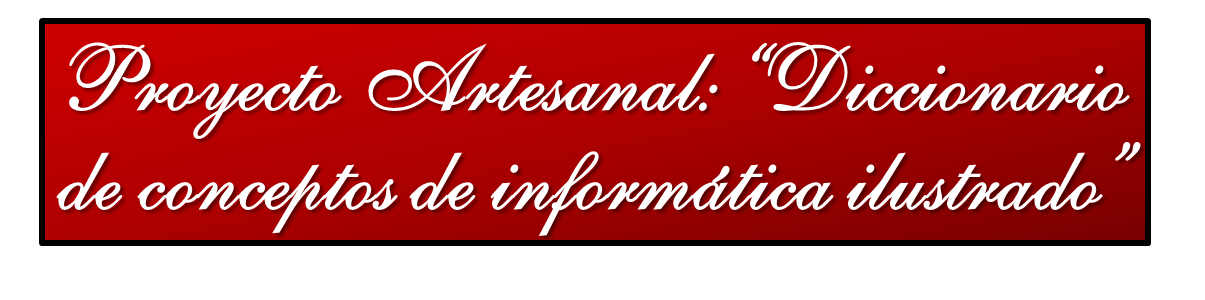 Proyecto Artesanal: “Diccionario
de conceptos de informática ilustrado”